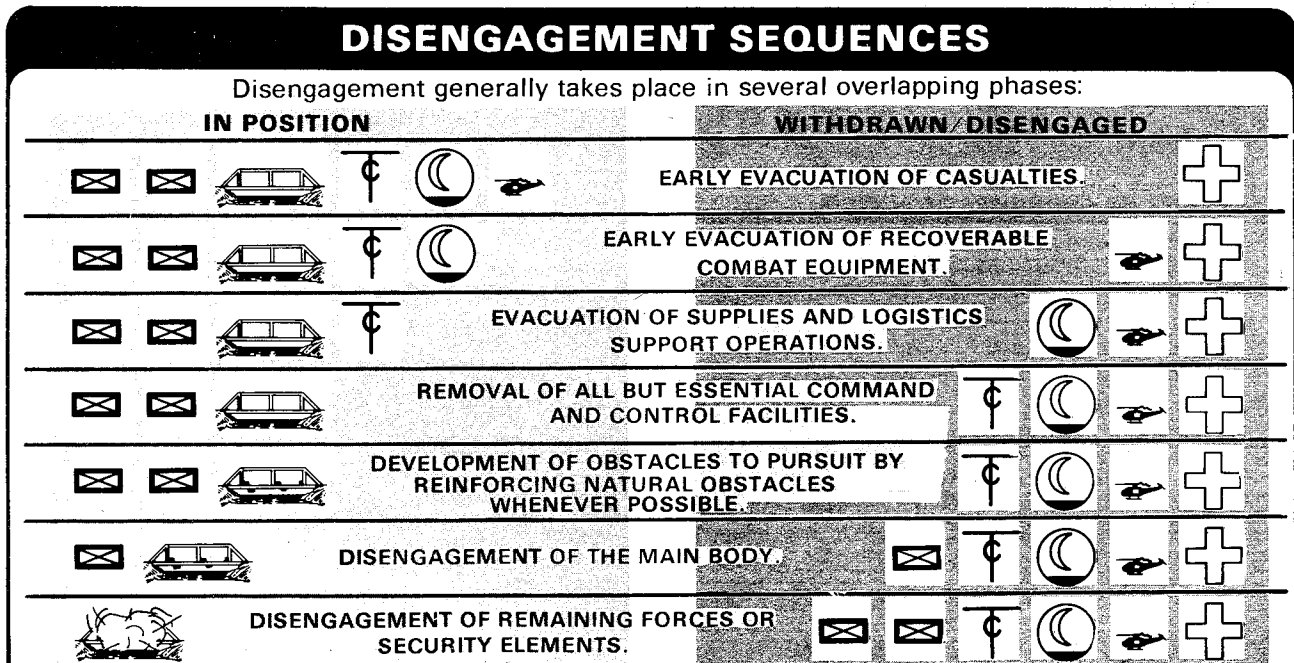 DISENGAGEMENT SEQUENCES
Disengagement generally takes place in several overlapping phases:
IN POSITION
WITHDRAWN/DISENGAGED
EARLY EVACUATION OF CASUALTIES.
EARLY EVACUATION OF RECOVERABLE
COMBAT EQUIPMENT.
EVACUATION OF SUPPLIES AND LOGISTICS
SUPPORT OPERATIONS.
REMOVAL OF ALL BUT ESSENTIAL COMMAND
AND CONTROL FACILITIES.
DEVELOPMENT OF OBSTACLES TO PURSUIT BY
REINFORCING NATURAL OBSTACLES
WHENEVER POSSIBLE.
DISENGAGEMENT OF THE MAIN BODY.
DISENGAGEMENT OF REMAINING FORCES OR
SECURITY ELEMENTS.